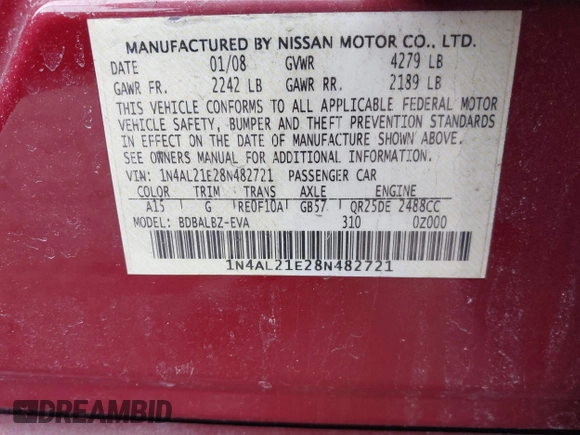 MANUFACTURED BY NISSAN MOTOR CO., LTD.
DATE 01/08 GVWR 4279 LB
GAWR FR. 2242 LB GAWR RR. 2189 LB
THIS VEHICLE CONFORMS TO ALL APPLICABLE FEDERAL MOTOR
VEHICLE SAFETY, BUMPER AND THEFT PREVENTION STANDARDS
IN EFFECT ON THE DATE OF MANUFACTURE SHOWN ABOVE.
SEE OWNERS MANUAL FOR ADDITIONAL INFORMATION.
VIN: 1N4AL21E28N482721 PASSENGER CAR
COLOR TRIM TRANS AXLE ENGINE
A15 G RE0F10A GB57 QR25DE 2488CC
MODEL: BDBALBZ-EVA 310 0Z000
1N4AL21E28N482721
DREAMBID